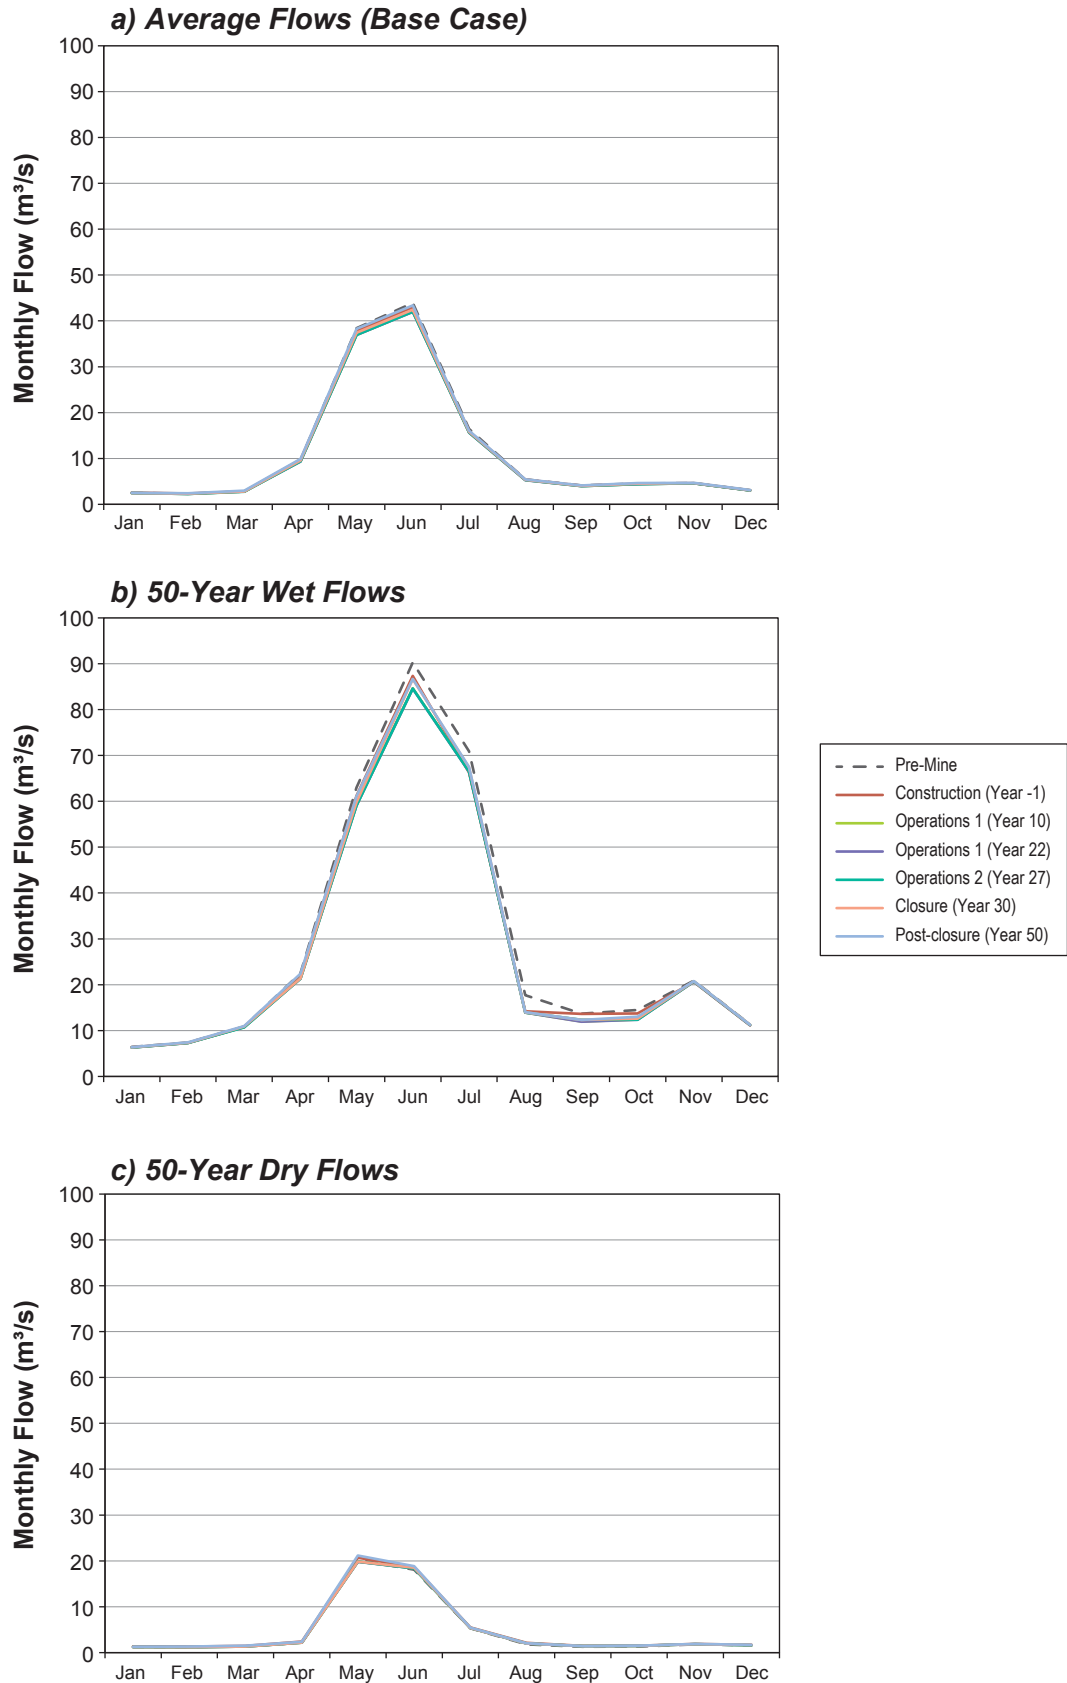 a) Average Flows (Base Case)
100
90
80
70
60
50
40
30
20
10
0
Monthly Flow (m³/s)
Jan Feb Mar Apr May Jun Jul Aug Sep Oct Nov Dec
b) 50-Year Wet Flows
100
90
80
70
60
50
40
30
20
10
0
Monthly Flow (m³/s)
Jan Feb Mar Apr May Jun Jul Aug Sep Oct Nov Dec
Pre-Mine
Construction (Year -1)
Operations 1 (Year 10)
Operations 1 (Year 22)
Operations 2 (Year 27)
Closure (Year 30)
Post-closure (Year 50)
c) 50-Year Dry Flows
100
90
80
70
60
50
40
30
20
10
0
Monthly Flow (m³/s)
Jan Feb Mar Apr May Jun Jul Aug Sep Oct Nov Dec